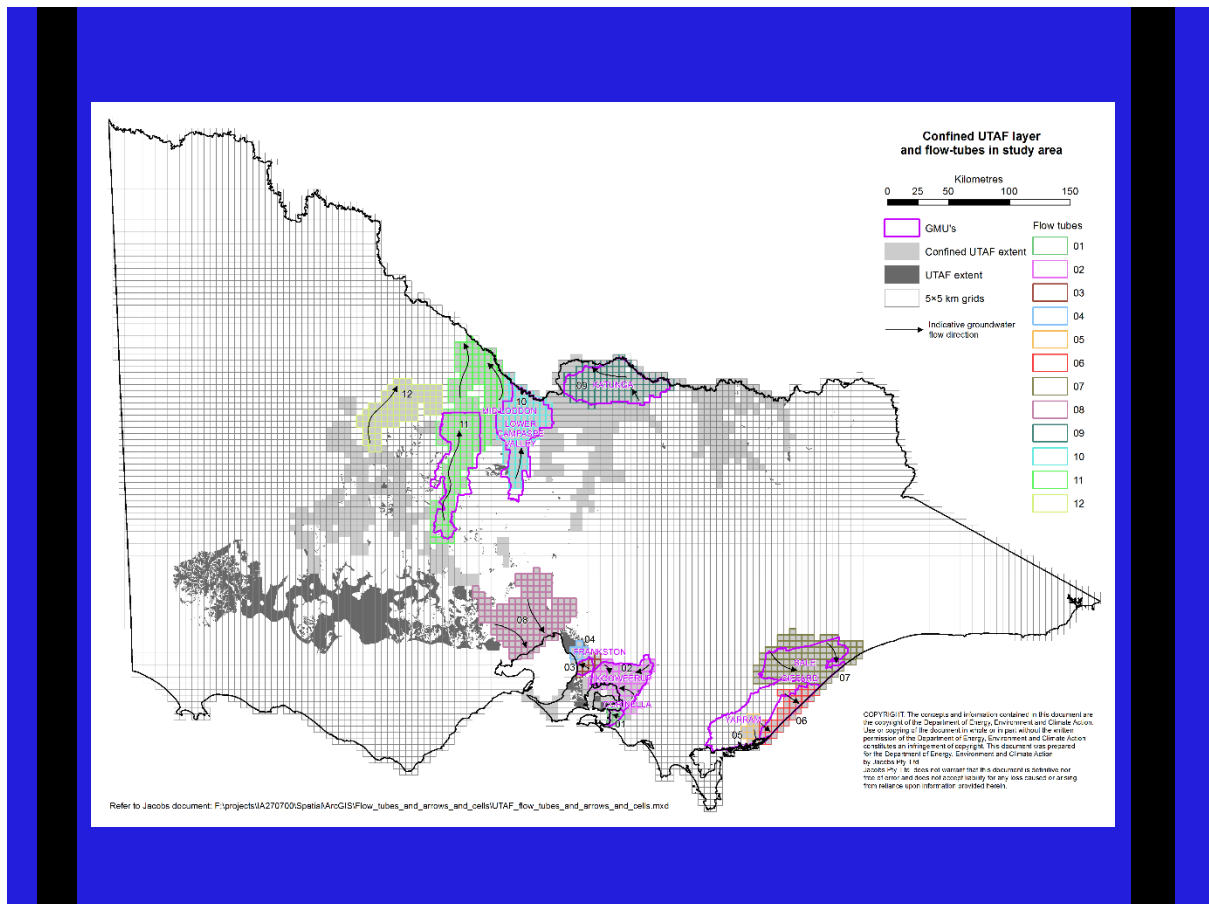 Confined UTAF layer
and flow-tubes in study area
Kilometres
0 25 50 100 150
GMU's
Confined UTAF extent
UTAF extent
5×5 km grids
Indicative groundwater
flow direction
Flow tubes
01
02
03
04
05
06
07
08
09
10
11
12
12
11
10
09
KATUNGA
MID LODDON
LOWER
CAMPASPE
VALLEY
08
04
FRANKSTON
03
02
KOO WEE RUP
CORINELLA
01
SALE
GIFFARD
07
YARRAM
06
05
COPYRIGHT: The concepts and information contained in this document are
the copyright of the Department of Energy, Environment and Climate Action.
Use or copying of the document in whole or in part without the written
permission of the Department of Energy, Environment and Climate Action
constitutes an infringement of copyright. This document was prepared
for the Department of Energy, Environment and Climate Action
by Jacobs Pty Ltd
Jacobs Pty Ltd does not warrant that this document is definitive nor
free of error and does not accept liability for any loss caused or arising
from reliance upon information provided herein.
Refer to Jacobs document: F:\projects\IA270700\Spatial\ArcGIS\Flow_tubes_and_arrows_and_cells\UTAF_flow_tubes_and_arrows_and_cells.mxd